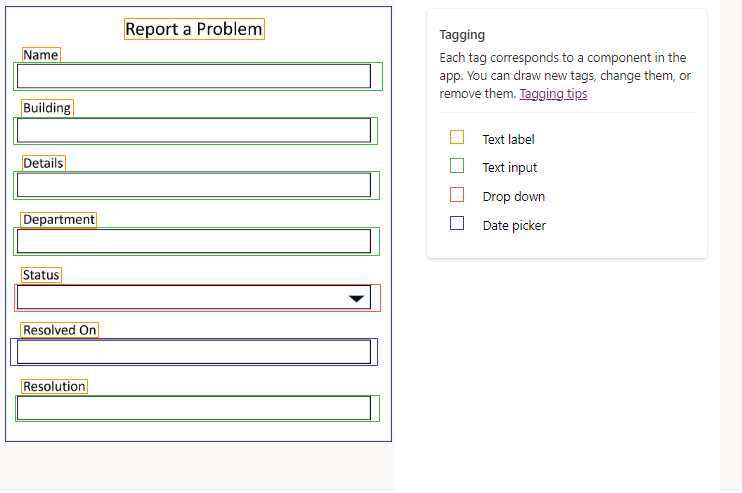 Report a Problem
Name
Building
Details
Department
Status
Resolved On
Resolution
Tagging
Each tag corresponds to a component in the
app. You can draw new tags, change them, or
remove them. Tagging tips
Text label
Text input
Drop down
Date picker